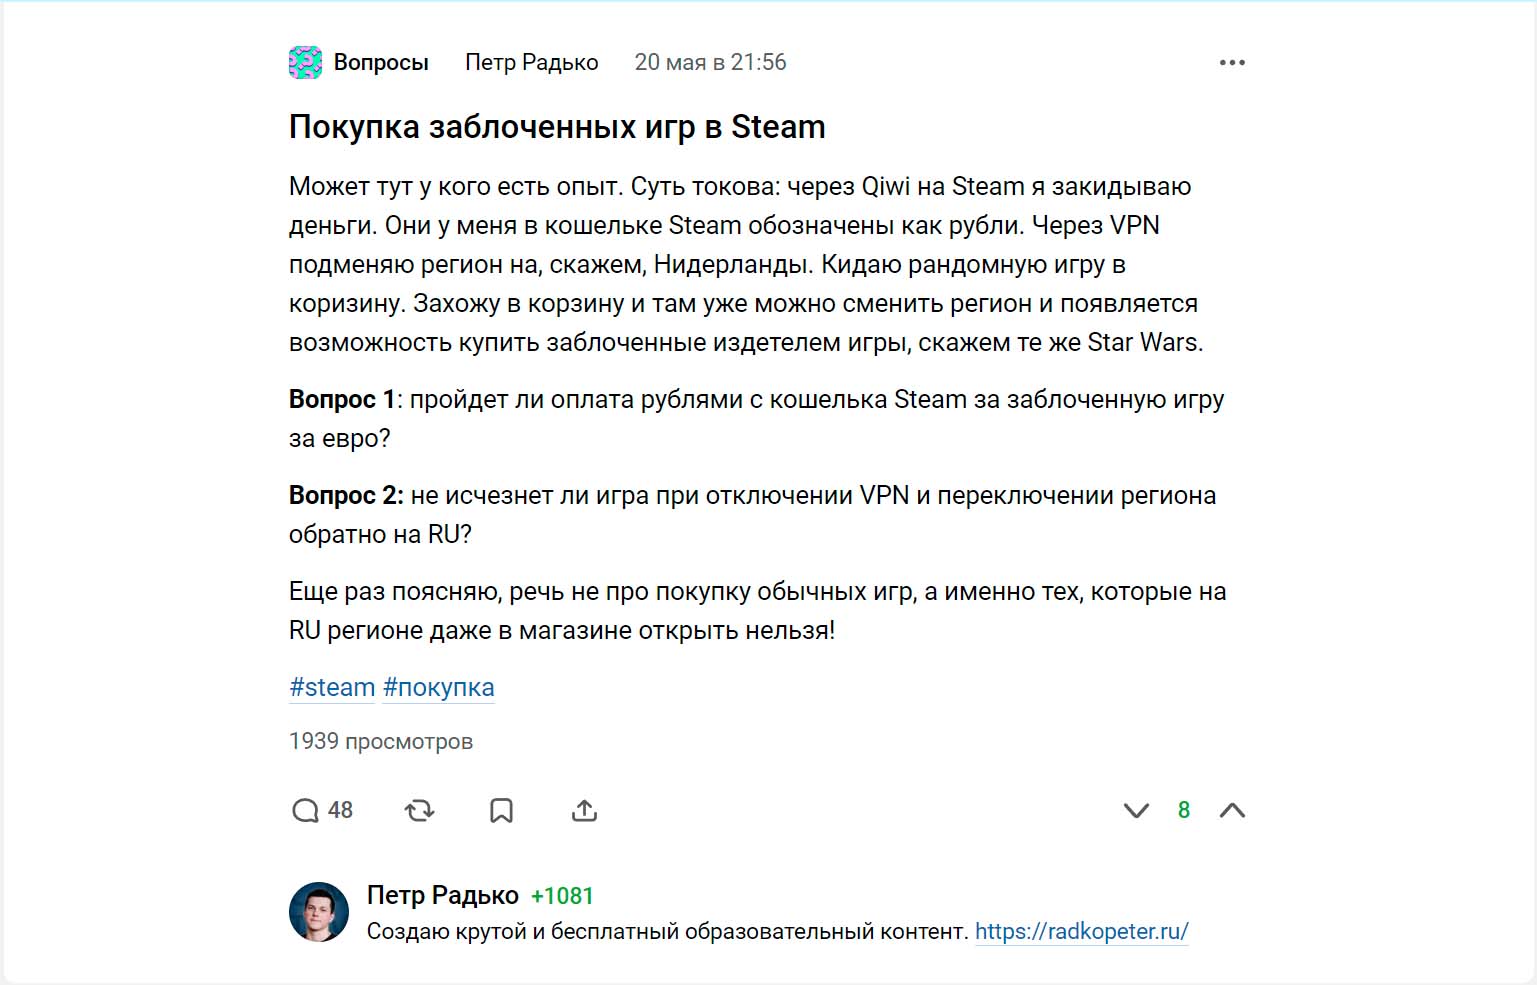 Вопросы Петр Радько 20 мая в 21:56
Покупка заблоченных игр в Steam
Может тут у кого есть опыт. Суть токова: через Qiwi на Steam я закидываю
деньги. Они у меня в кошельке Steam обозначены как рубли. Через VPN
подменяю регион на, скажем, Нидерланды. Кидаю рандомную игру в
коризину. Захожу в корзину и там уже можно сменить регион и появляется
возможность купить заблоченные издетелем игры, скажем те же Star Wars.
Вопрос 1: пройдет ли оплата рублями с кошелька Steam за заблоченную игру
за евро?
Вопрос 2: не исчезнет ли игра при отключении VPN и переключении региона
обратно на RU?
Еще раз поясняю, речь не про покупку обычных игр, а именно тех, которые на
RU регионе даже в магазине открыть нельзя!
#steam #покупка
1939 просмотров
48 8
Петр Радько +1081
Создаю крутой и бесплатный образовательный контент. https://radkopeter.ru/